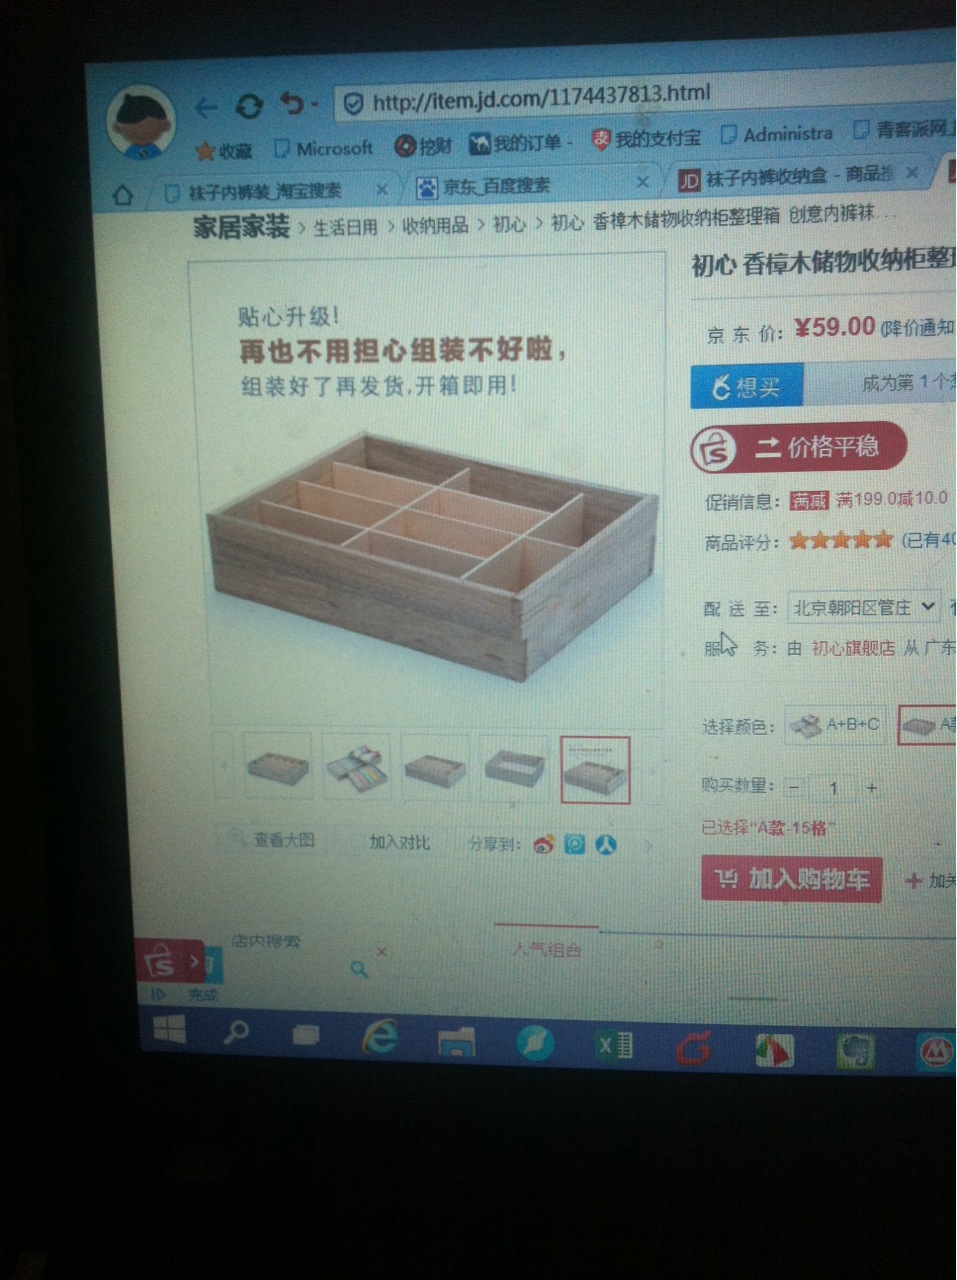 http://item.jd.com/1174437813.html
收藏 Microsoft 挖财 我的订单 - 我的支付宝 Administra 青客派网上
袜子内裤装_淘宝搜索 × 京东_百度搜索 × JD 袜子内裤收纳盒 - 商品搜 ×
家居家装 > 生活日用 > 收纳用品 > 初心 > 初心 香樟木储物收纳柜整理箱 创意内裤袜...
初心 香樟木储物收纳柜整理
贴心升级!
再也不用担心组装不好啦,
组装好了再发货,开箱即用!
京 东 价: ¥59.00 (降价通知
想买 成为第 1 个想
价格平稳
促销信息: 满减 满199.0减10.0
商品评分: (已有40
配 送 至: 北京朝阳区管庄 有
服 务: 由 初心旗舰店 从 广东
选择颜色: A+B+C A款
购买数量: − 1 +
已选择“A款-15格”
加入购物车 + 加关
查看大图 加入对比 分享到:
店内搜索 ×
人气组合
完成